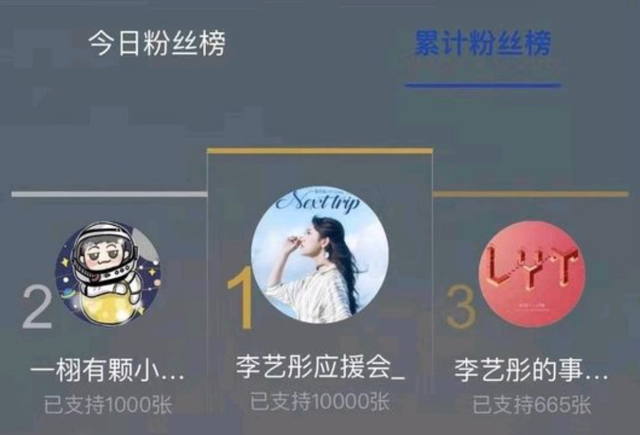 今日粉丝榜
累计粉丝榜
Next trip
LYY
2
1
3
一栩有颗小...
李艺彤应援会_
李艺彤的事...
已支持1000张
已支持10000张
已支持665张